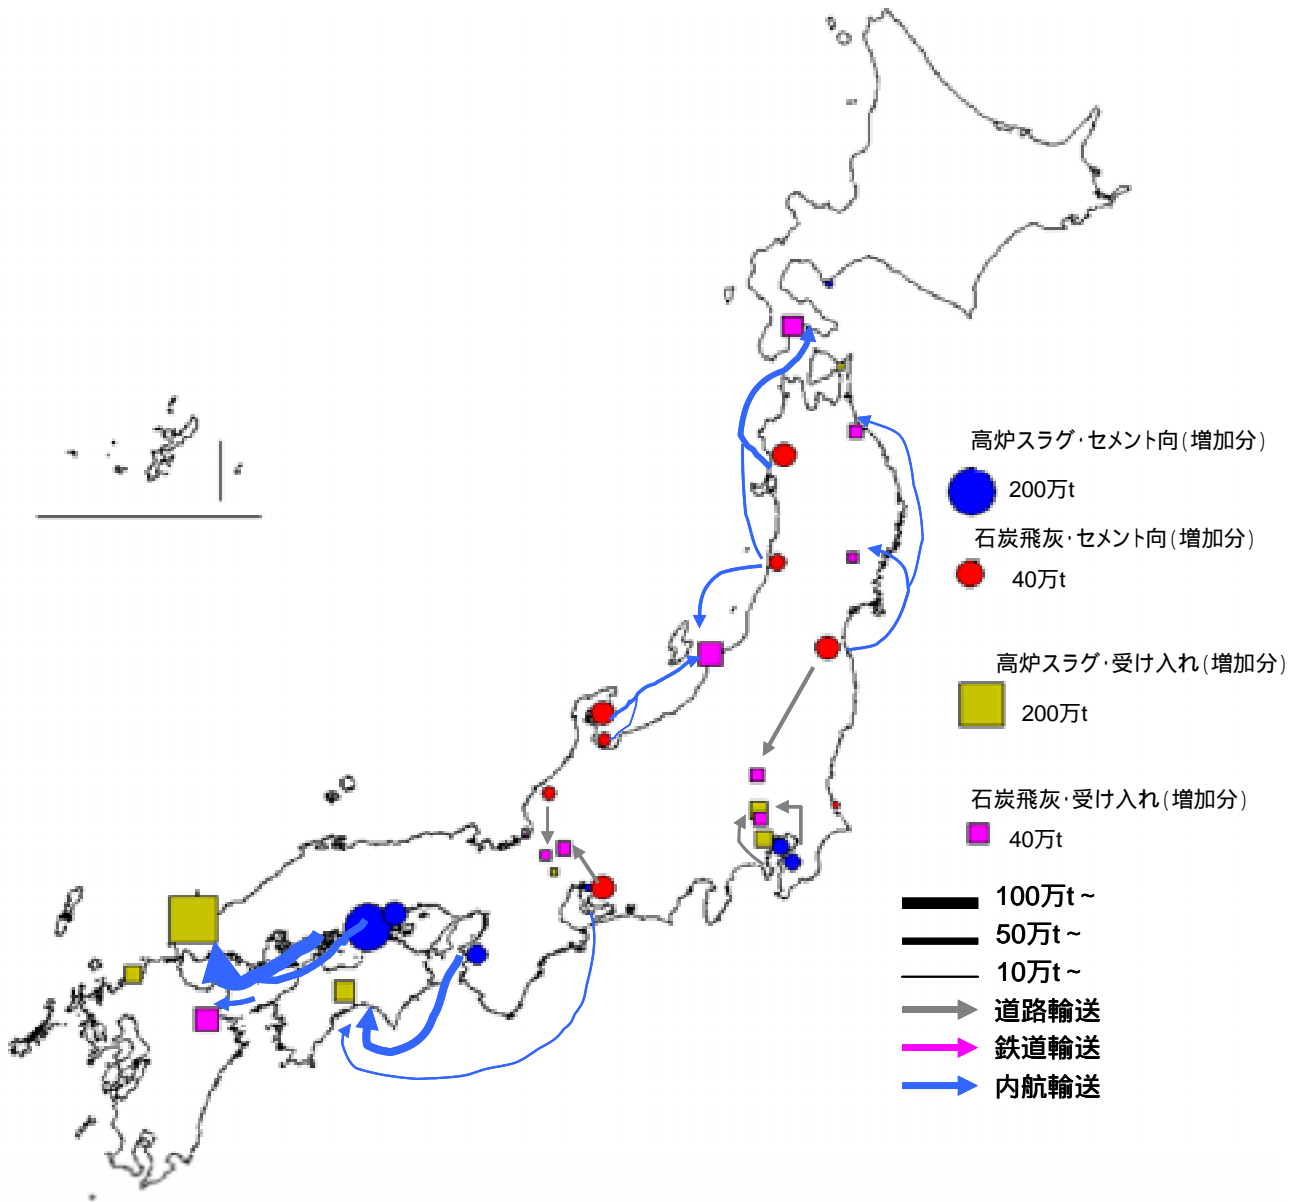 高炉スラグ・セメント向(増加分)
200万t
石炭飛灰・セメント向(増加分)
40万t
高炉スラグ・受け入れ(増加分)
200万t
石炭飛灰・受け入れ(増加分)
40万t
100万t~
50万t~
10万t~
道路輸送
鉄道輸送
内航輸送